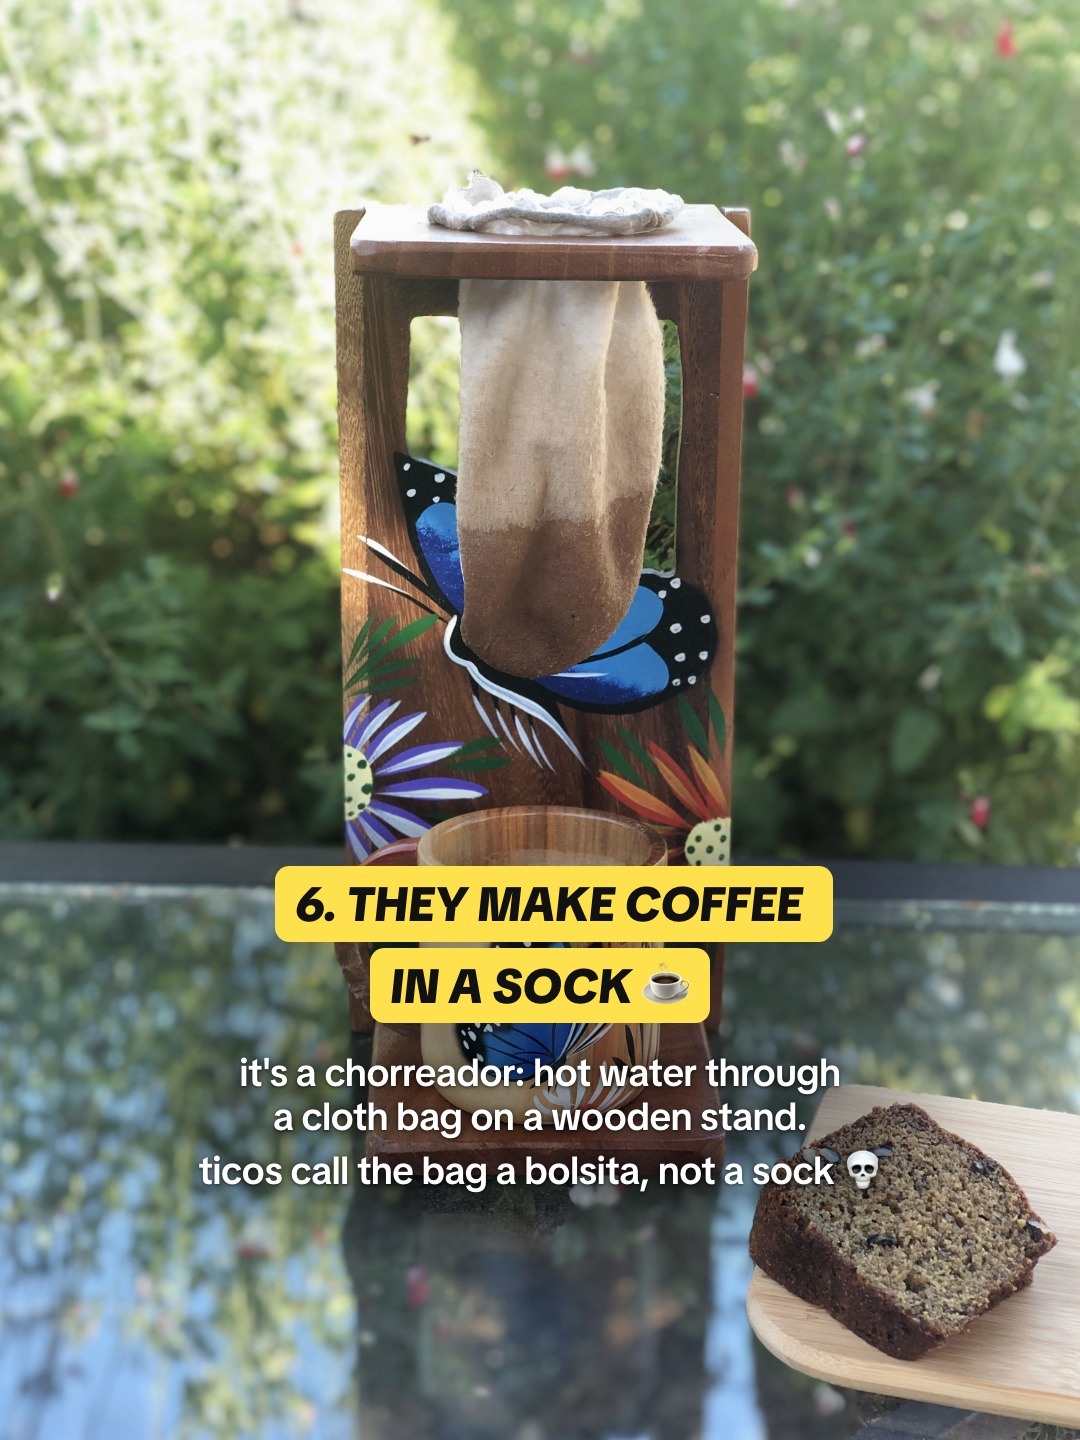 6. THEY MAKE COFFEE
IN A SOCK ☕
it's a chorreador: hot water through
a cloth bag on a wooden stand.
ticos call the bag a bolsita, not a sock 💀